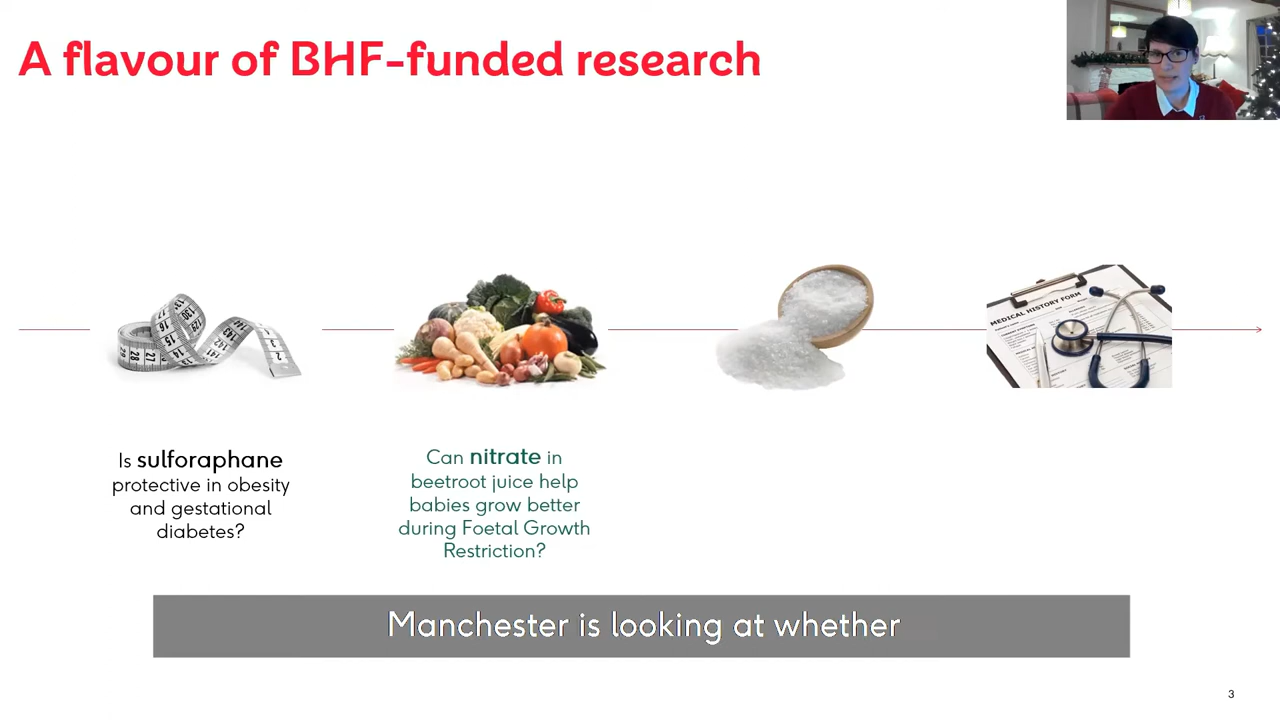 A flavour of BHF-funded research
MEDICAL HISTORY FORM
Is sulforaphane
protective in obesity
and gestational
diabetes?
Can nitrate in
beetroot juice help
babies grow better
during Foetal Growth
Restriction?
Manchester is looking at whether
3